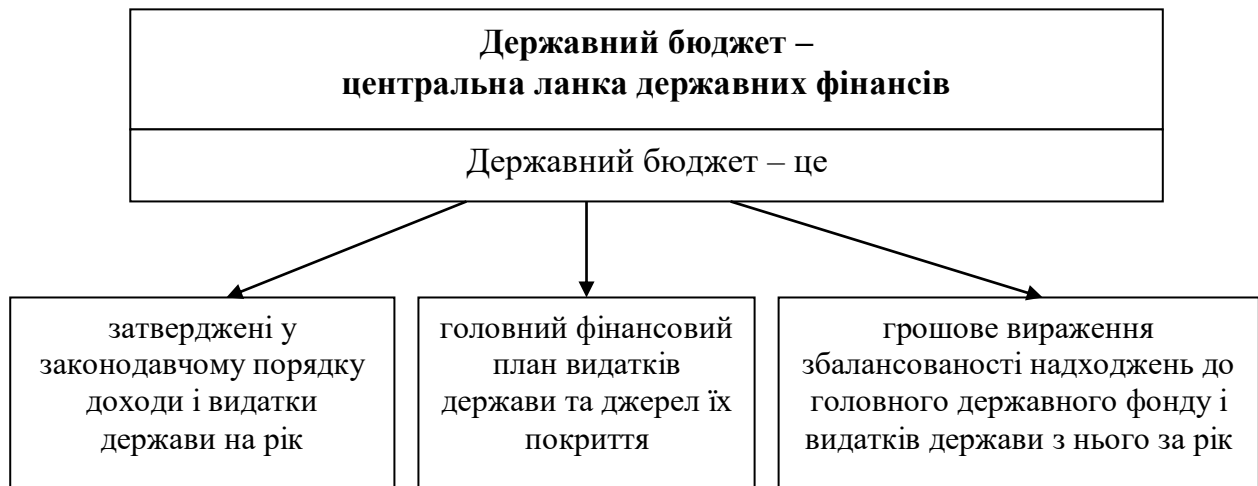 Державний бюджет –
центральна ланка державних фінансів
Державний бюджет – це
затверджені у
законодавчому порядку
доходи і видатки
держави на рік
головний фінансовий
план видатків
держави та джерел їх
покриття
грошове вираження
збалансованості надходжень до
головного державного фонду і
видатків держави з нього за рік